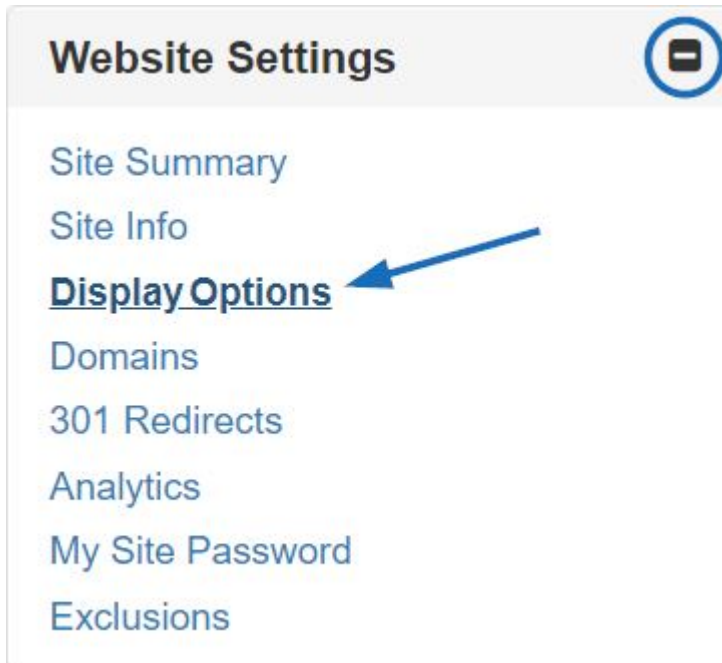 Website Settings
Site Summary
Site Info
Display Options
Domains
301 Redirects
Analytics
My Site Password
Exclusions